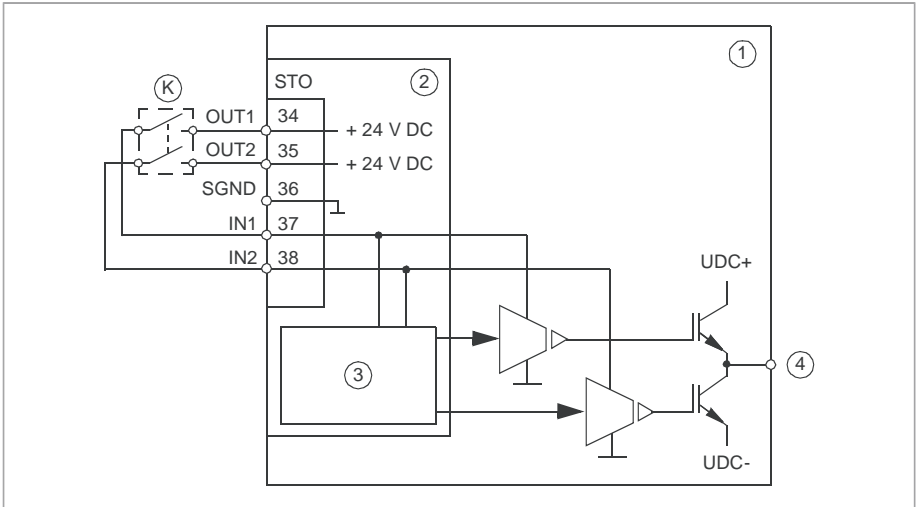 1
2
STO
K
OUT1
34
+ 24 V DC
OUT2
35
+ 24 V DC
SGND
36
IN1
37
IN2
38
UDC+
3
4
UDC-